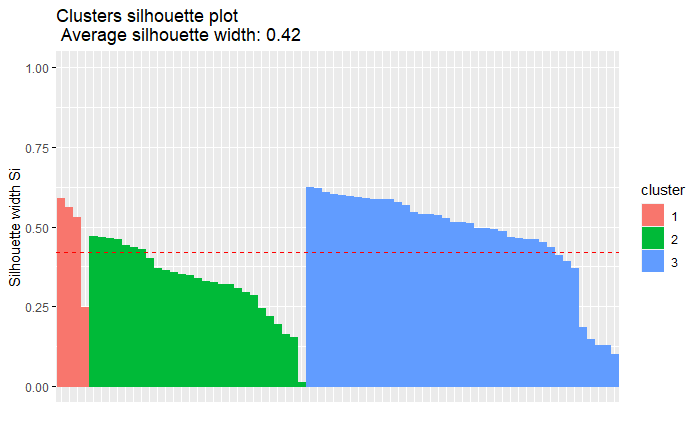 Clusters silhouette plot
Average silhouette width: 0.42
1.00
0.75
0.50
0.25
0.00
Silhouette width Si
cluster
1
2
3